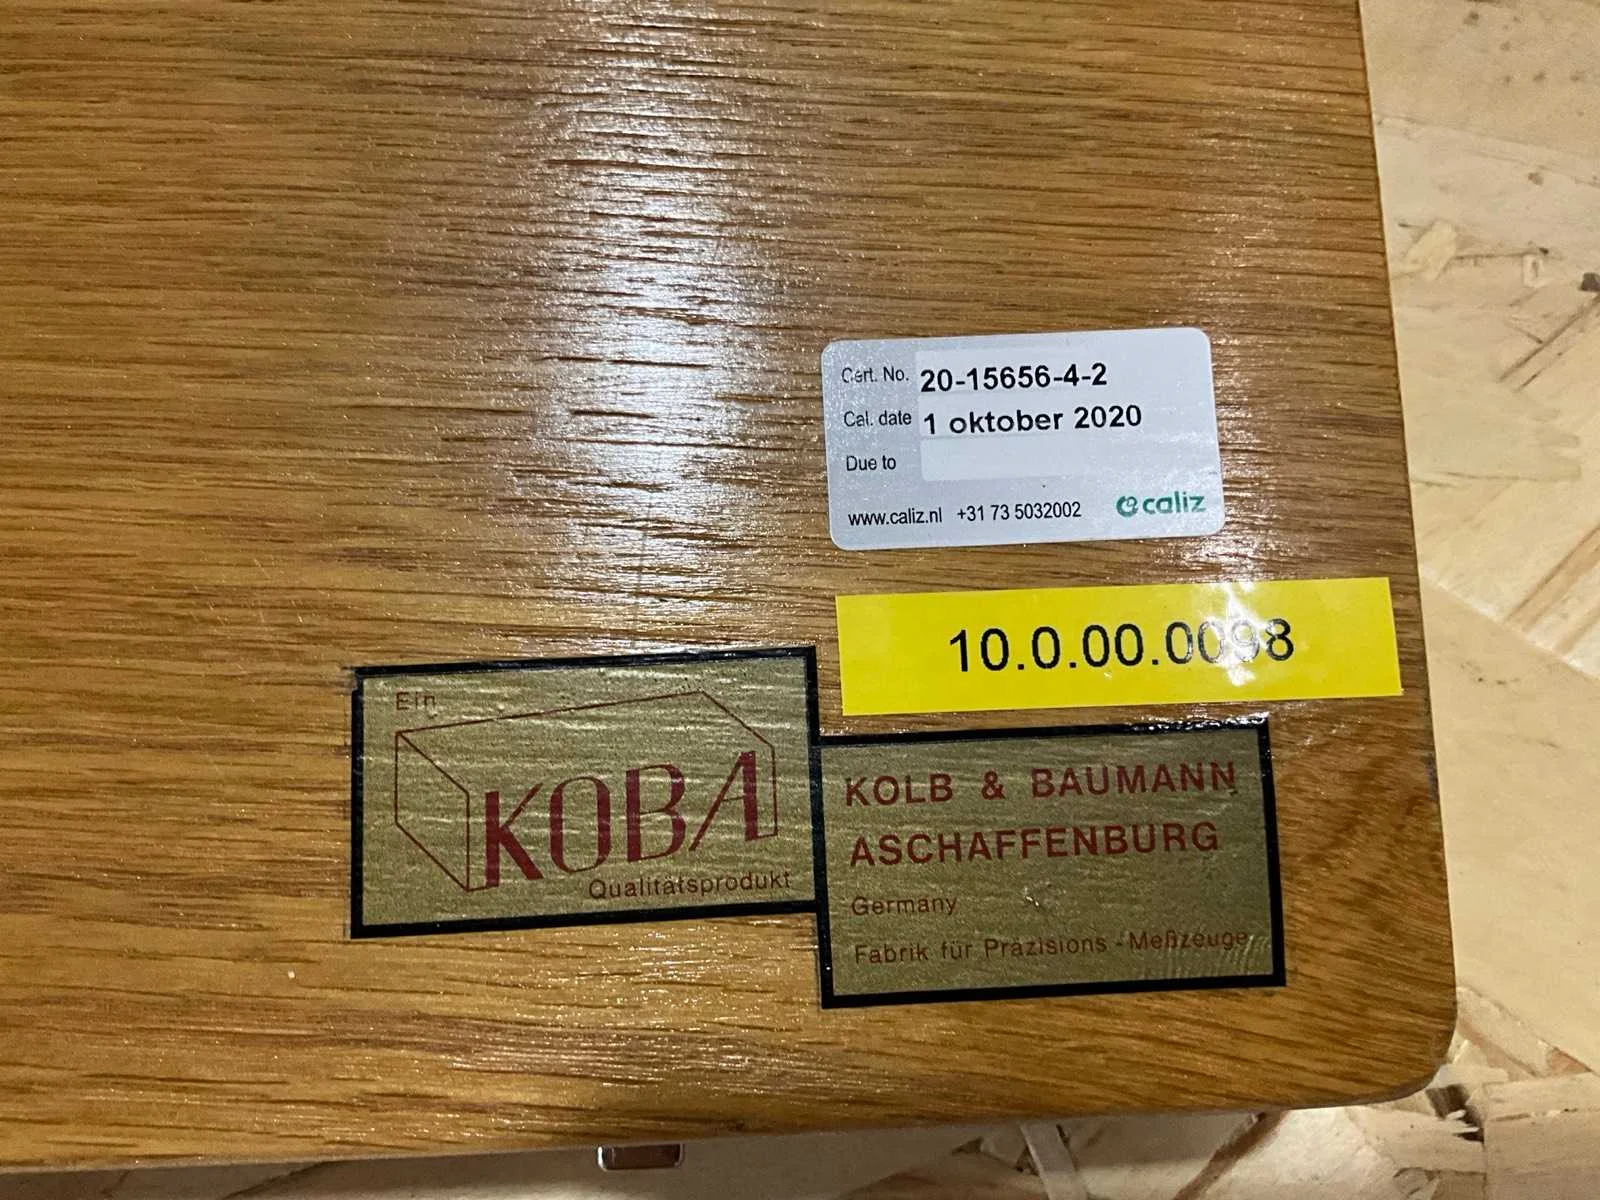 Cert. No. 20-15656-4-2
Cal. date 1 oktober 2020
Due to
www.caliz.nl +31 73 5032002 caliz
10.0.00.0098
Ein
KOBA
Qualitätsprodukt
KOLB & BAUMANN
ASCHAFFENBURG
Germany
Fabrik für Präzisions - Meßzeuge